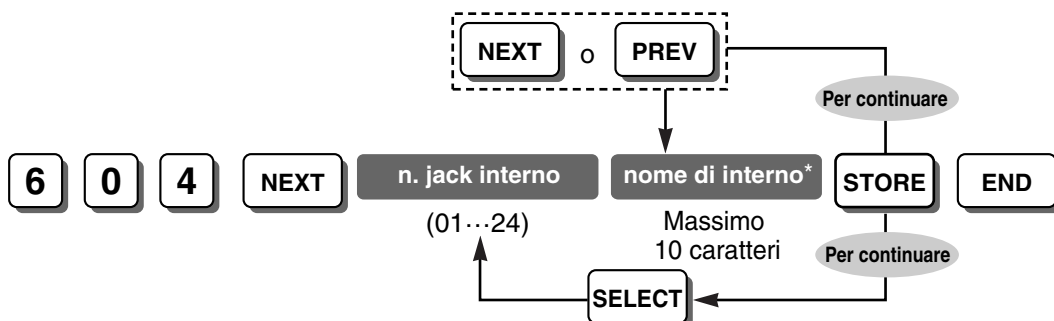 NEXT o PREV
Per continuare
6 0 4 NEXT n. jack interno nome di interno* STORE END
(01···24) Massimo
10 caratteri Per continuare
SELECT